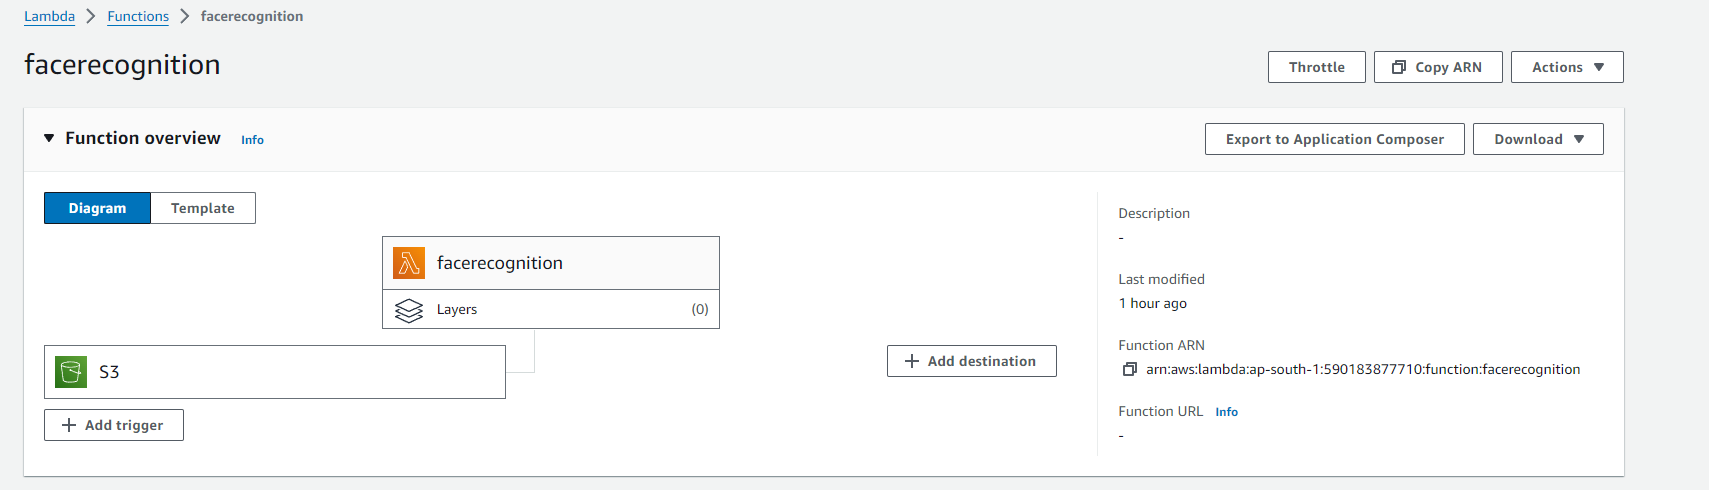 Lambda > Functions > facerecognition
facerecognition
Throttle
Copy ARN
Actions
Function overview Info
Export to Application Composer
Download
Diagram
Template
facerecognition
Layers (0)
S3
+ Add trigger
+ Add destination
Description
-
Last modified
1 hour ago
Function ARN
arn:aws:lambda:ap-south-1:590183877710:function:facerecognition
Function URL Info
-